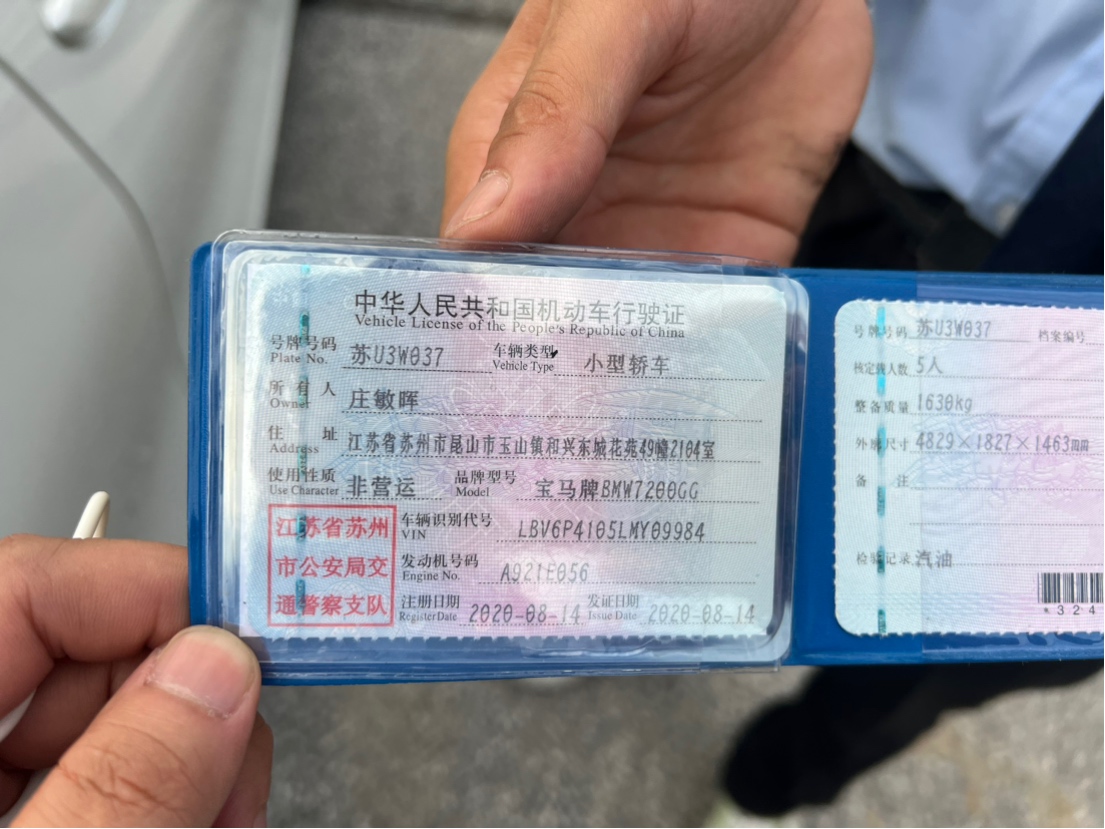 中华人民共和国机动车行驶证
Vehicle License of the People's Republic of China
号牌号码 苏U3W037 车辆类型 小型轿车
Plate No. Vehicle Type
所有人 庄敏晖
Owner
住址 江苏省苏州市昆山市玉山镇和兴东城花苑49幢2104室
Address
使用性质 非营运 品牌型号 宝马牌BMW7200GG
Use Character Model
江苏省苏州
市公安局交
通警察支队
车辆识别代号 LBV6P4105LMY09984
VIN
发动机号码 A921E056
Engine No.
注册日期 2020-08-14 发证日期 2020-08-14
Register Date Issue Date
号牌号码 苏U3W037 档案编号
核定载人数 5人
整备质量 1630kg
外廓尺寸 4829×1827×1463mm
备注
检验记录 汽油
*324